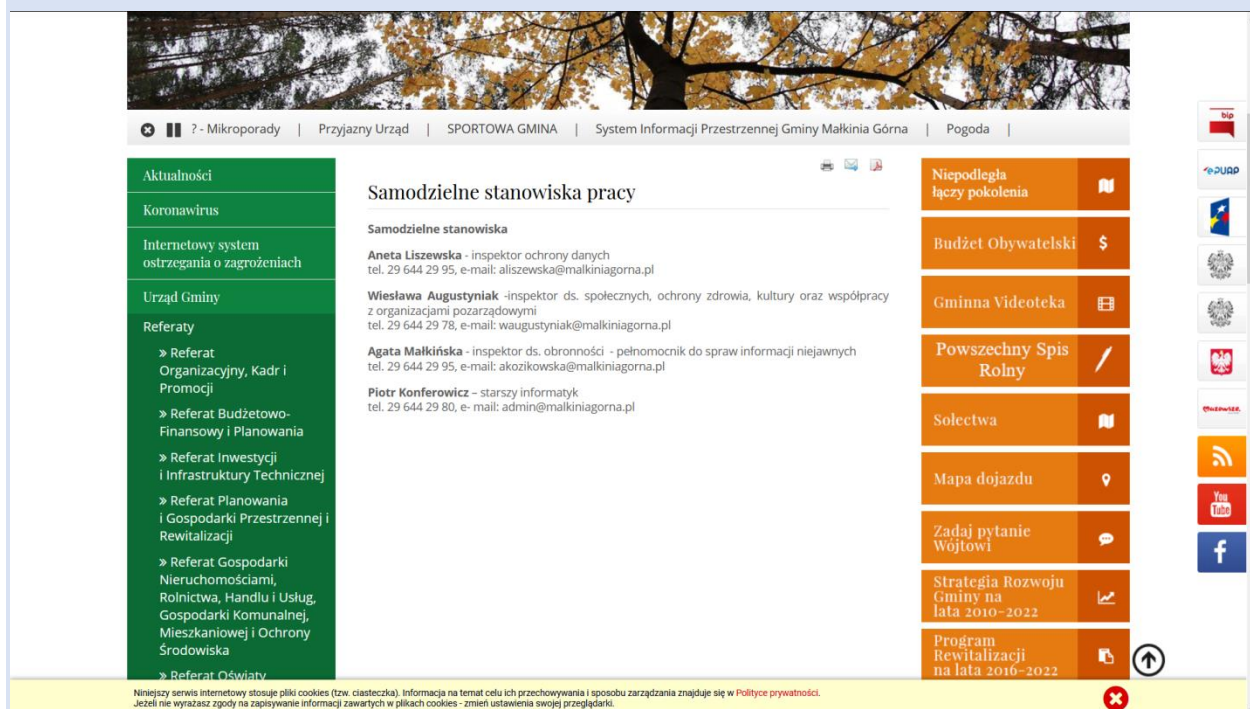 ? - Mikroporady | Przyjazny Urząd | SPORTOWA GMINA | System Informacji Przestrzennej Gminy Małkinia Górna | Pogoda |
Aktualności
Koronawirus
Internetowy system
ostrzegania o zagrożeniach
Urząd Gminy
Referaty
» Referat
Organizacyjny, Kadr i
Promocji
» Referat Budżetowo-
Finansowy i Planowania
» Referat Inwestycji
i Infrastruktury Technicznej
» Referat Planowania
i Gospodarki Przestrzennej i
Rewitalizacji
» Referat Gospodarki
Nieruchomościami,
Rolnictwa, Handlu i Usług,
Gospodarki Komunalnej,
Mieszkaniowej i Ochrony
Środowiska
» Referat Oświaty
Samodzielne stanowiska pracy
Samodzielne stanowiska
Aneta Liszewska - inspektor ochrony danych
tel. 29 644 29 95, e-mail: aliszewska@malkiniagorna.pl
Wiesława Augustyniak -inspektor ds. społecznych, ochrony zdrowia, kultury oraz współpracy
z organizacjami pozarządowymi
tel. 29 644 29 78, e-mail: waugustyniak@malkiniagorna.pl
Agata Małkińska - inspektor ds. obronności - pełnomocnik do spraw informacji niejawnych
tel. 29 644 29 95, e-mail: akozikowska@malkiniagorna.pl
Piotr Konferowicz – starszy informatyk
tel. 29 644 29 80, e- mail: admin@malkiniagorna.pl
Niepodległa
łączy pokolenia
Budżet Obywatelski
Gminna Videoteka
Powszechny Spis
Rolny
Sołectwa
Mapa dojazdu
Zadaj pytanie
Wójtowi
Strategia Rozwoju
Gminy na
lata 2010-2022
Program
Rewitalizacji
na lata 2016-2022
bip
ePUAP
Mazowsze.
You
Tube
f
Niniejszy serwis internetowy stosuje pliki cookies (tzw. ciasteczka). Informacja na temat celu ich przechowywania i sposobu zarządzania znajduje się w Polityce prywatności.
Jeżeli nie wyrażasz zgody na zapisywanie informacji zawartych w plikach cookies - zmień ustawienia swojej przeglądarki.